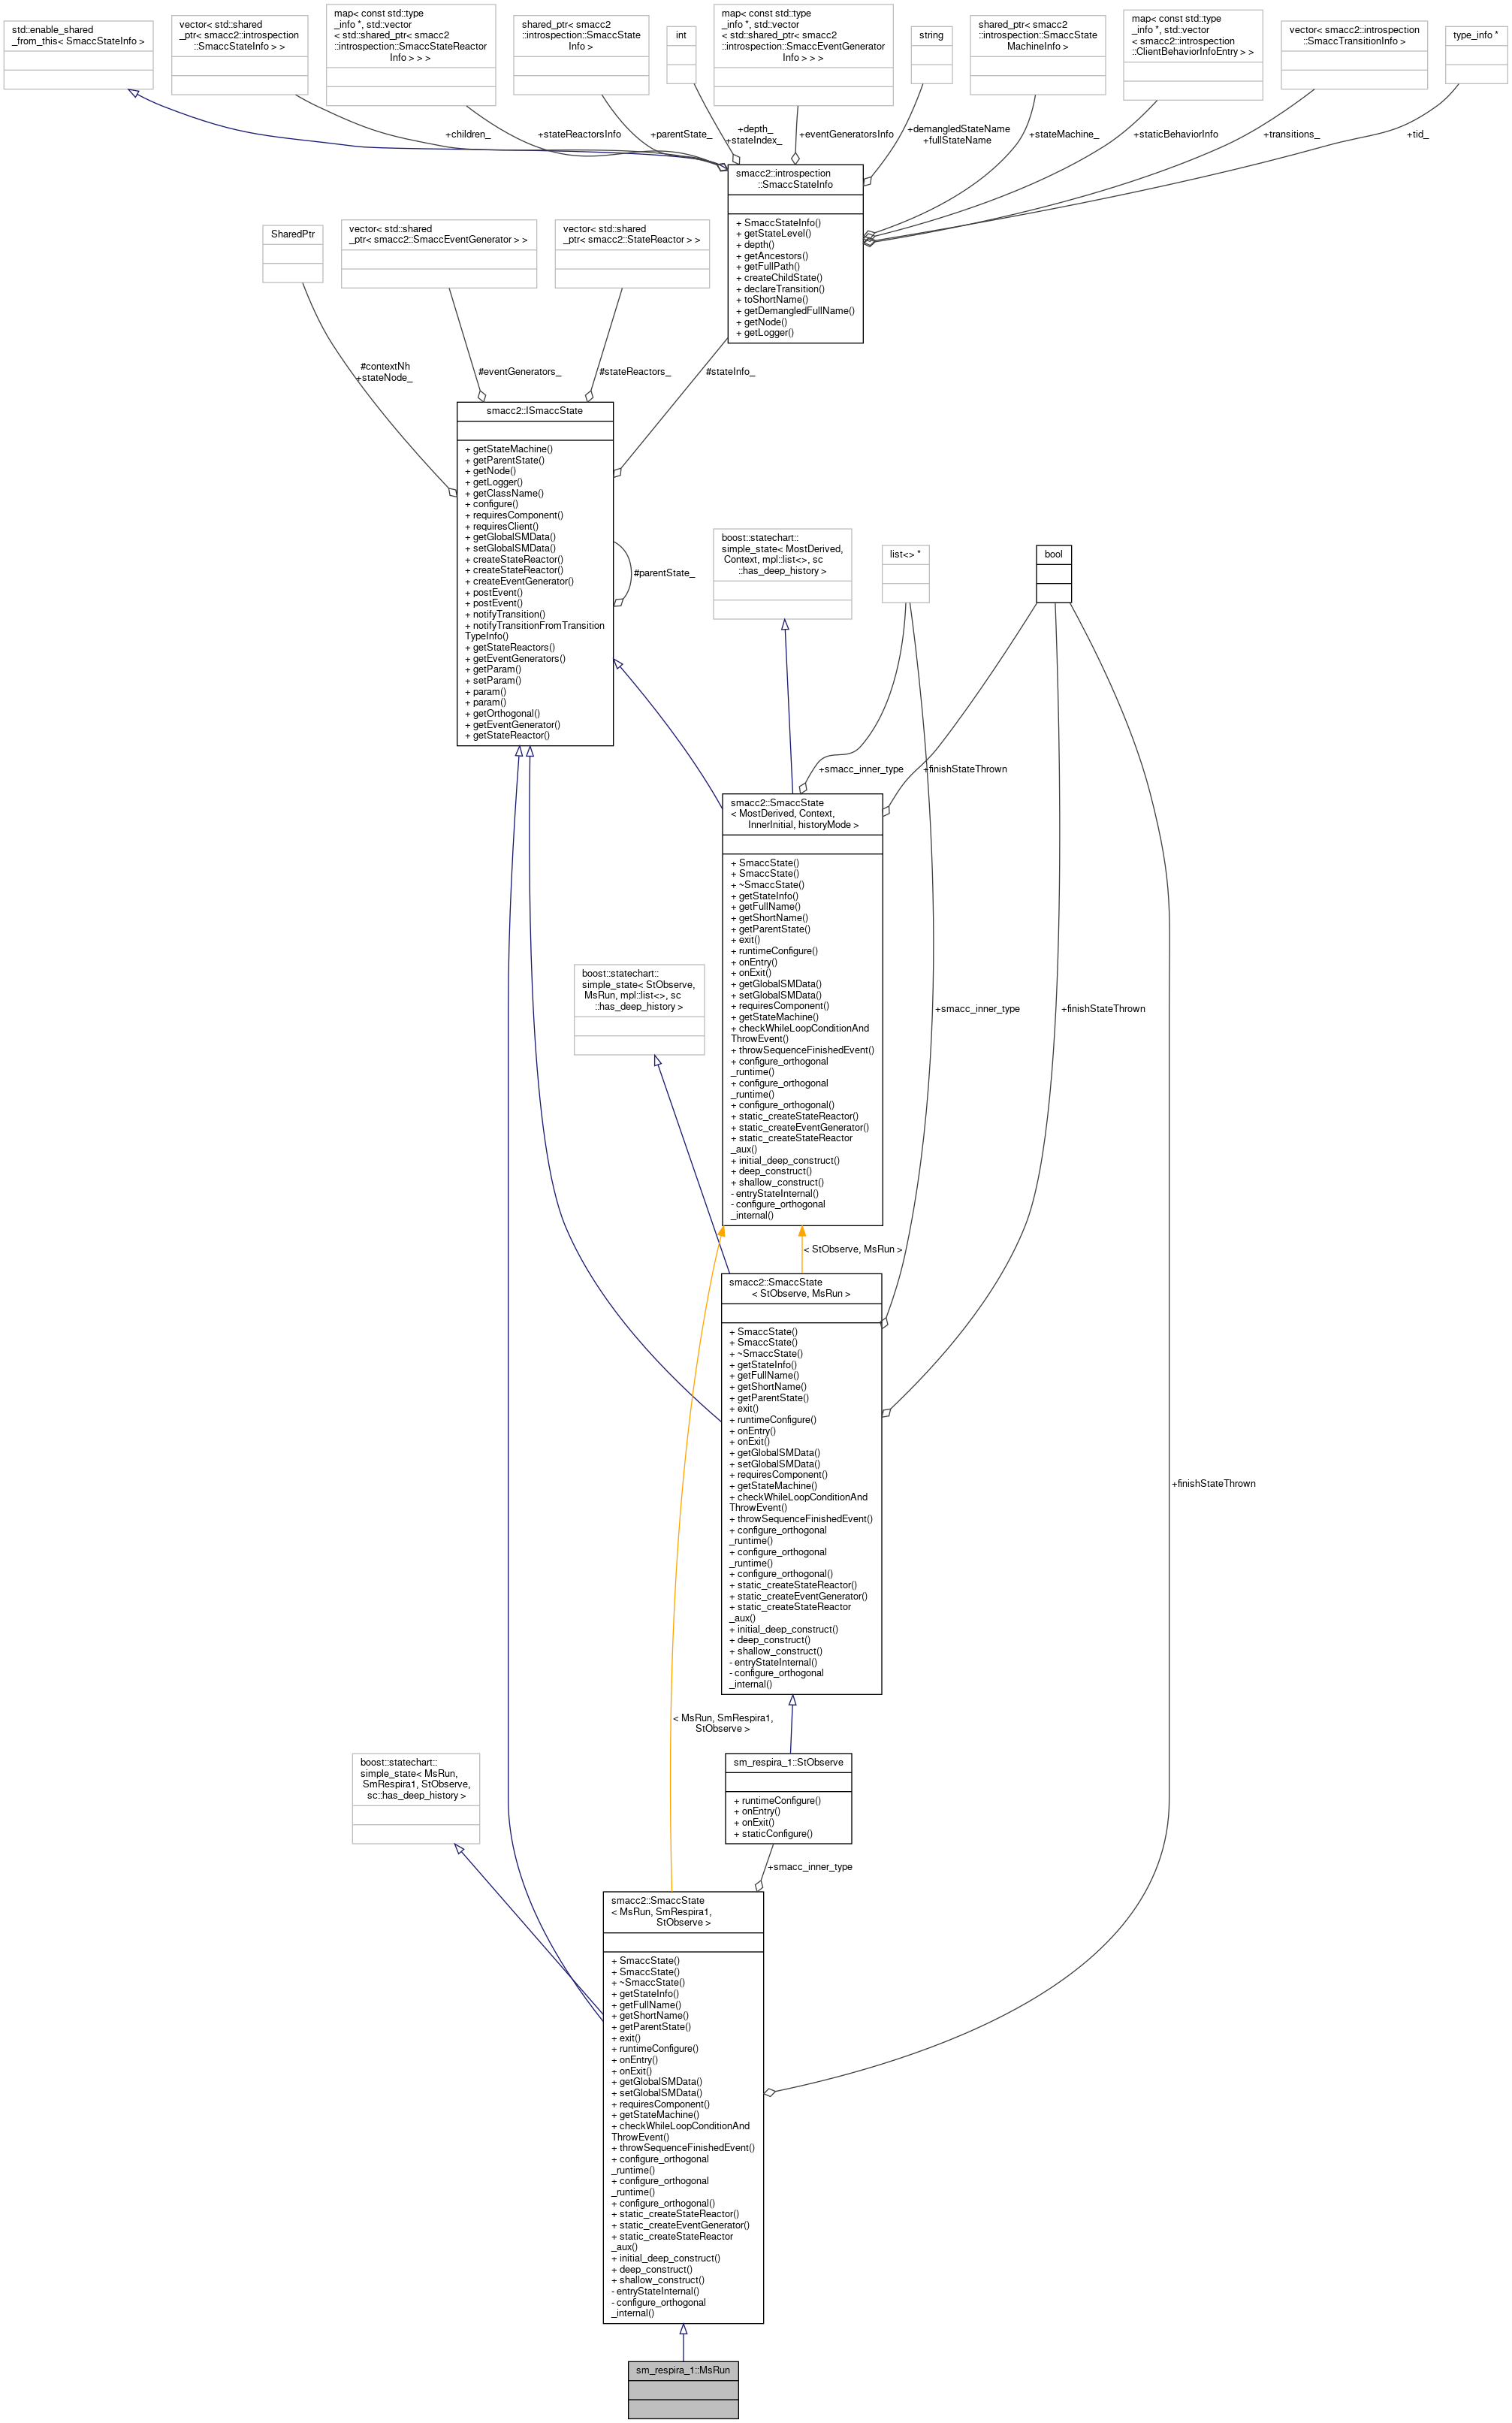 std::enable_shared
_from_this< SmaccStateInfo >
vector< std::shared
_ptr< smacc2::introspection
::SmaccStateInfo > >
map< const std::type
_info *, std::vector
< std::shared_ptr< smacc2
::introspection::SmaccStateReactor
Info > > >
shared_ptr< smacc2
::introspection::SmaccState
Info >
int
map< const std::type
_info *, std::vector
< std::shared_ptr< smacc2
::introspection::SmaccEventGenerator
Info > > >
string
shared_ptr< smacc2
::introspection::SmaccState
MachineInfo >
map< const std::type
_info *, std::vector
< smacc2::introspection
::ClientBehaviorInfoEntry > >
vector< smacc2::introspection
::SmaccTransitionInfo >
type_info *
+children_
+stateReactorsInfo
+parentState_
+depth_
+stateIndex_
+eventGeneratorsInfo
+demangledStateName
+fullStateName
+stateMachine_
+staticBehaviorInfo
+transitions_
+tid_
smacc2::introspection
::SmaccStateInfo
+ SmaccStateInfo()
+ getStateLevel()
+ depth()
+ getAncestors()
+ getFullPath()
+ createChildState()
+ declareTransition()
+ toShortName()
+ getDemangledFullName()
+ getNode()
+ getLogger()
SharedPtr
vector< std::shared
_ptr< smacc2::SmaccEventGenerator > >
vector< std::shared
_ptr< smacc2::StateReactor > >
#contextNh
+stateNode_
#eventGenerators_
#stateReactors_
#stateInfo_
smacc2::ISmaccState
+ getStateMachine()
+ getParentState()
+ getNode()
+ getLogger()
+ getClassName()
+ configure()
+ requiresComponent()
+ requiresClient()
+ getGlobalSMData()
+ setGlobalSMData()
+ createStateReactor()
+ createStateReactor()
+ createEventGenerator()
+ postEvent()
+ postEvent()
+ notifyTransition()
+ notifyTransitionFromTransition
TypeInfo()
+ getStateReactors()
+ getEventGenerators()
+ getParam()
+ setParam()
+ param()
+ param()
+ getOrthogonal()
+ getEventGenerator()
+ getStateReactor()
#parentState_
boost::statechart::
simple_state< MostDerived,
Context, mpl::list<>, sc
::has_deep_history >
list<> *
bool
+smacc_inner_type
+finishStateThrown
smacc2::SmaccState
< MostDerived, Context,
InnerInitial, historyMode >
+ SmaccState()
+ SmaccState()
+ ~SmaccState()
+ getStateInfo()
+ getFullName()
+ getShortName()
+ getParentState()
+ exit()
+ runtimeConfigure()
+ onEntry()
+ onExit()
+ getGlobalSMData()
+ setGlobalSMData()
+ requiresComponent()
+ getStateMachine()
+ checkWhileLoopConditionAnd
ThrowEvent()
+ throwSequenceFinishedEvent()
+ configure_orthogonal
_runtime()
+ configure_orthogonal
_runtime()
+ configure_orthogonal()
+ static_createStateReactor()
+ static_createEventGenerator()
+ static_createStateReactor
_aux()
+ initial_deep_construct()
+ deep_construct()
+ shallow_construct()
- entryStateInternal()
- configure_orthogonal
_internal()
boost::statechart::
simple_state< StObserve,
MsRun, mpl::list<>, sc
::has_deep_history >
+smacc_inner_type
+finishStateThrown
< StObserve, MsRun >
smacc2::SmaccState
< StObserve, MsRun >
+ SmaccState()
+ SmaccState()
+ ~SmaccState()
+ getStateInfo()
+ getFullName()
+ getShortName()
+ getParentState()
+ exit()
+ runtimeConfigure()
+ onEntry()
+ onExit()
+ getGlobalSMData()
+ setGlobalSMData()
+ requiresComponent()
+ getStateMachine()
+ checkWhileLoopConditionAnd
ThrowEvent()
+ throwSequenceFinishedEvent()
+ configure_orthogonal
_runtime()
+ configure_orthogonal
_runtime()
+ configure_orthogonal()
+ static_createStateReactor()
+ static_createEventGenerator()
+ static_createStateReactor
_aux()
+ initial_deep_construct()
+ deep_construct()
+ shallow_construct()
- entryStateInternal()
- configure_orthogonal
_internal()
+finishStateThrown
< MsRun, SmRespira1,
StObserve >
boost::statechart::
simple_state< MsRun,
SmRespira1, StObserve,
sc::has_deep_history >
sm_respira_1::StObserve
+ runtimeConfigure()
+ onEntry()
+ onExit()
+ staticConfigure()
+smacc_inner_type
smacc2::SmaccState
< MsRun, SmRespira1,
StObserve >
+ SmaccState()
+ SmaccState()
+ ~SmaccState()
+ getStateInfo()
+ getFullName()
+ getShortName()
+ getParentState()
+ exit()
+ runtimeConfigure()
+ onEntry()
+ onExit()
+ getGlobalSMData()
+ setGlobalSMData()
+ requiresComponent()
+ getStateMachine()
+ checkWhileLoopConditionAnd
ThrowEvent()
+ throwSequenceFinishedEvent()
+ configure_orthogonal
_runtime()
+ configure_orthogonal
_runtime()
+ configure_orthogonal()
+ static_createStateReactor()
+ static_createEventGenerator()
+ static_createStateReactor
_aux()
+ initial_deep_construct()
+ deep_construct()
+ shallow_construct()
- entryStateInternal()
- configure_orthogonal
_internal()
sm_respira_1::MsRun